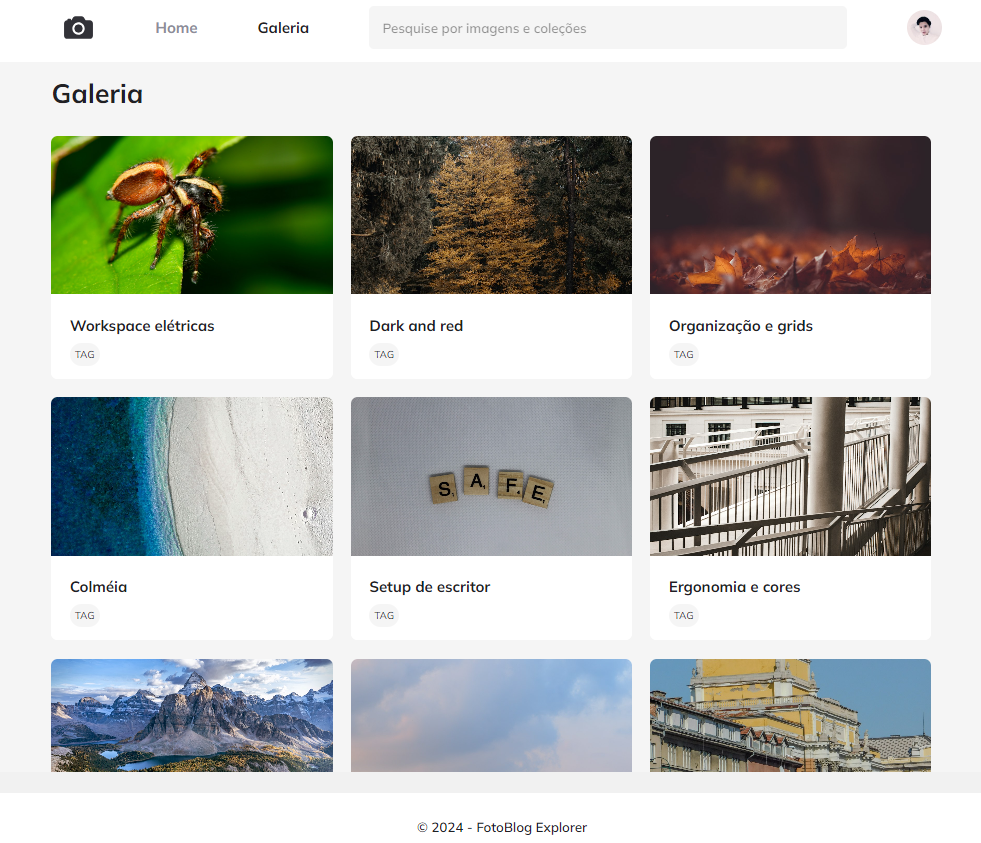 Home
Galeria
Pesquise por imagens e coleções
Galeria
Workspace elétricas
Dark and red
Organização e grids
TAG
TAG
TAG
S A F E
Colméia
Setup de escritor
Ergonomia e cores
TAG
TAG
TAG
© 2024 - FotoBlog Explorer